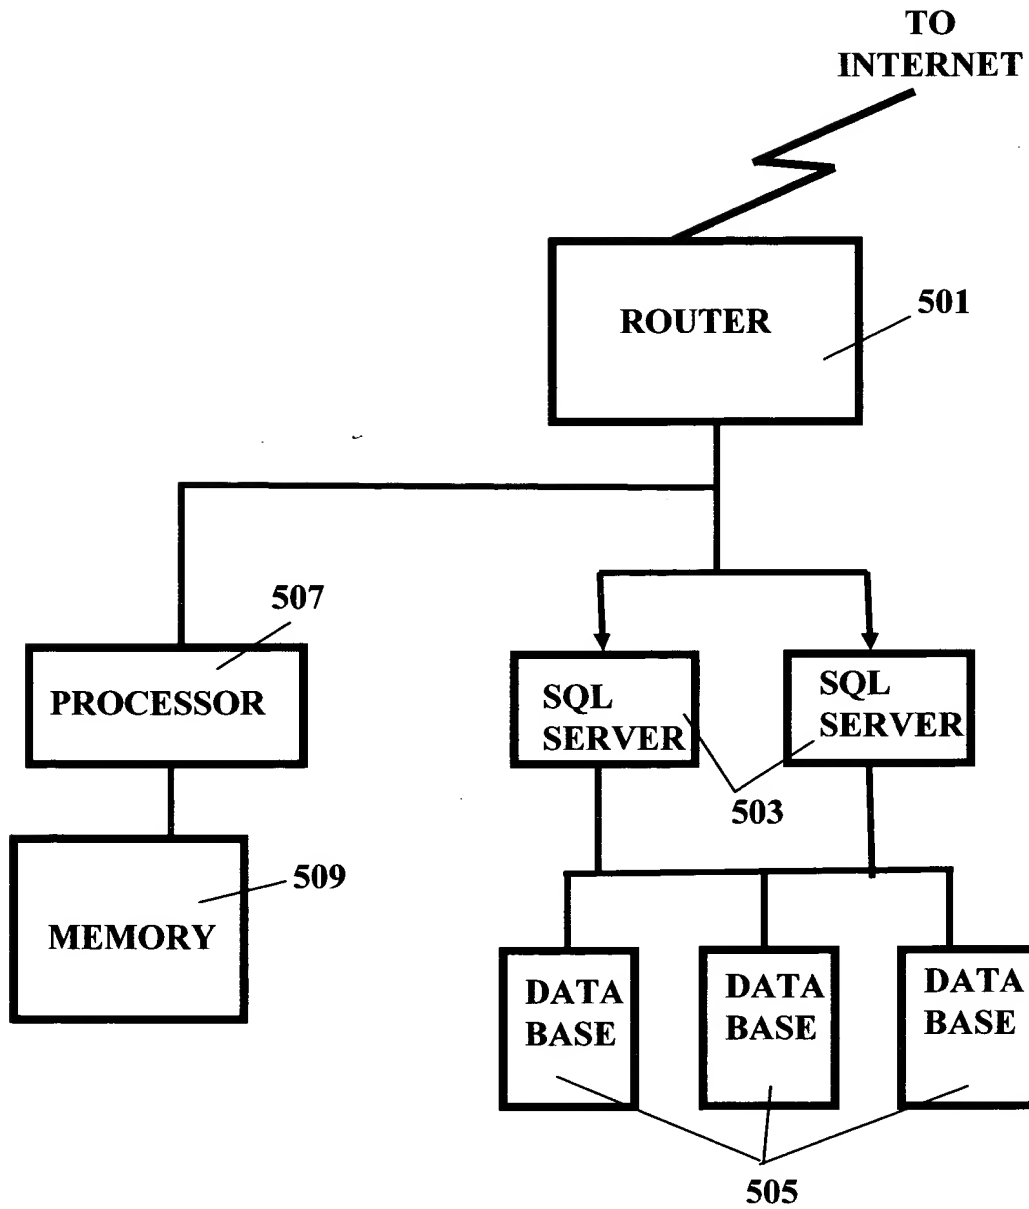 TO
INTERNET
ROUTER
501
507
PROCESSOR
SQL
SERVER
SQL
SERVER
503
509
MEMORY
DATA
BASE
DATA
BASE
DATA
BASE
505